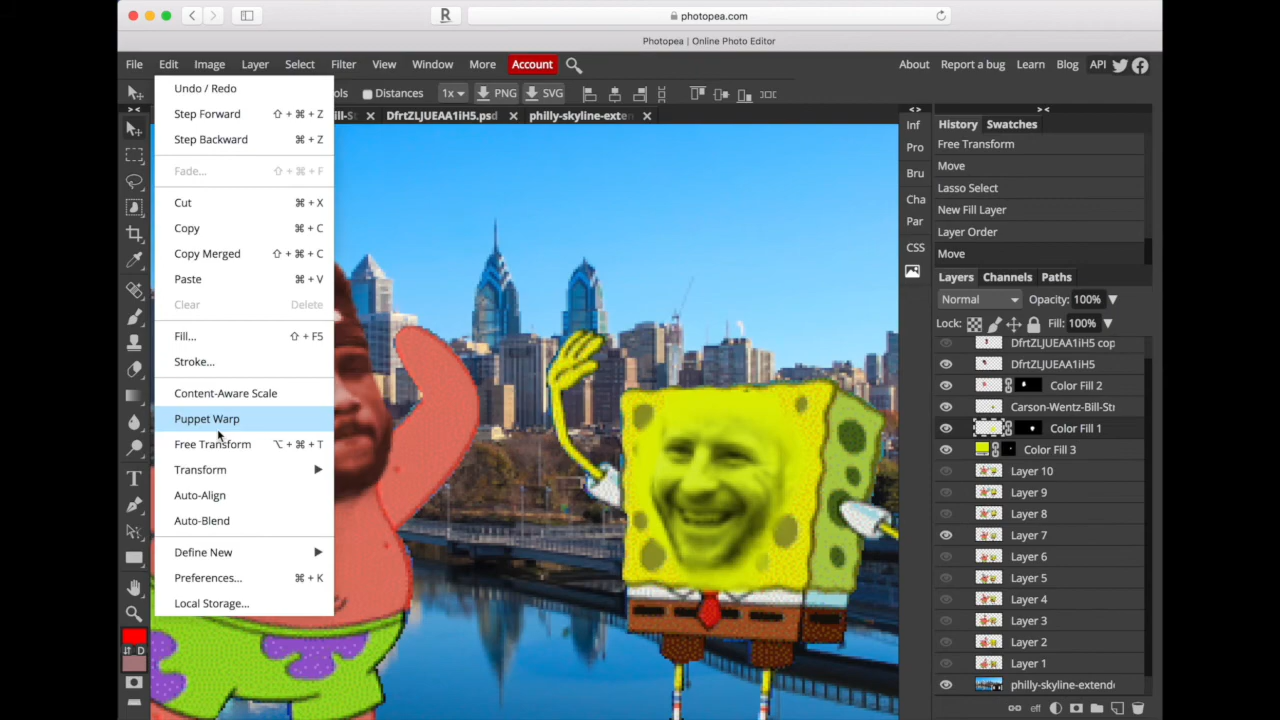 photopea.com
Photopea | Online Photo Editor
File Edit Image Layer Select Filter View Window More Account
About Report a bug Learn Blog API
Distances 1x PNG SVG
DfrtZLJUEAA1iH5.psd philly-skyline-exte
Undo / Redo
Step Forward ⇧ + ⌘ + Z
Step Backward ⌘ + Z
Fade... ⇧ + ⌘ + F
Cut ⌘ + X
Copy ⌘ + C
Copy Merged ⇧ + ⌘ + C
Paste ⌘ + V
Clear Delete
Fill... ⇧ + F5
Stroke...
Content-Aware Scale
Puppet Warp
Free Transform ⌥ + ⌘ + T
Transform
Auto-Align
Auto-Blend
Define New
Preferences... ⌘ + K
Local Storage...
D
Inf
Pro
Bru
Cha
Par
CSS
History Swatches
Free Transform
Move
Lasso Select
New Fill Layer
Layer Order
Move
Layers Channels Paths
Normal Opacity: 100%
Lock: Fill: 100%
DfrtZLJUEAA1iH5 cop
DfrtZLJUEAA1iH5
Color Fill 2
Carson-Wentz-Bill-Str
Color Fill 1
Color Fill 3
Layer 10
Layer 9
Layer 8
Layer 7
Layer 6
Layer 5
Layer 4
Layer 3
Layer 2
Layer 1
philly-skyline-extende
eff